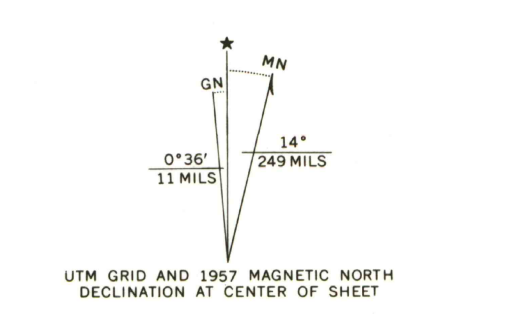 MN
GN
14°
249 MILS
0°36'
11 MILS
UTM GRID AND 1957 MAGNETIC NORTH
DECLINATION AT CENTER OF SHEET